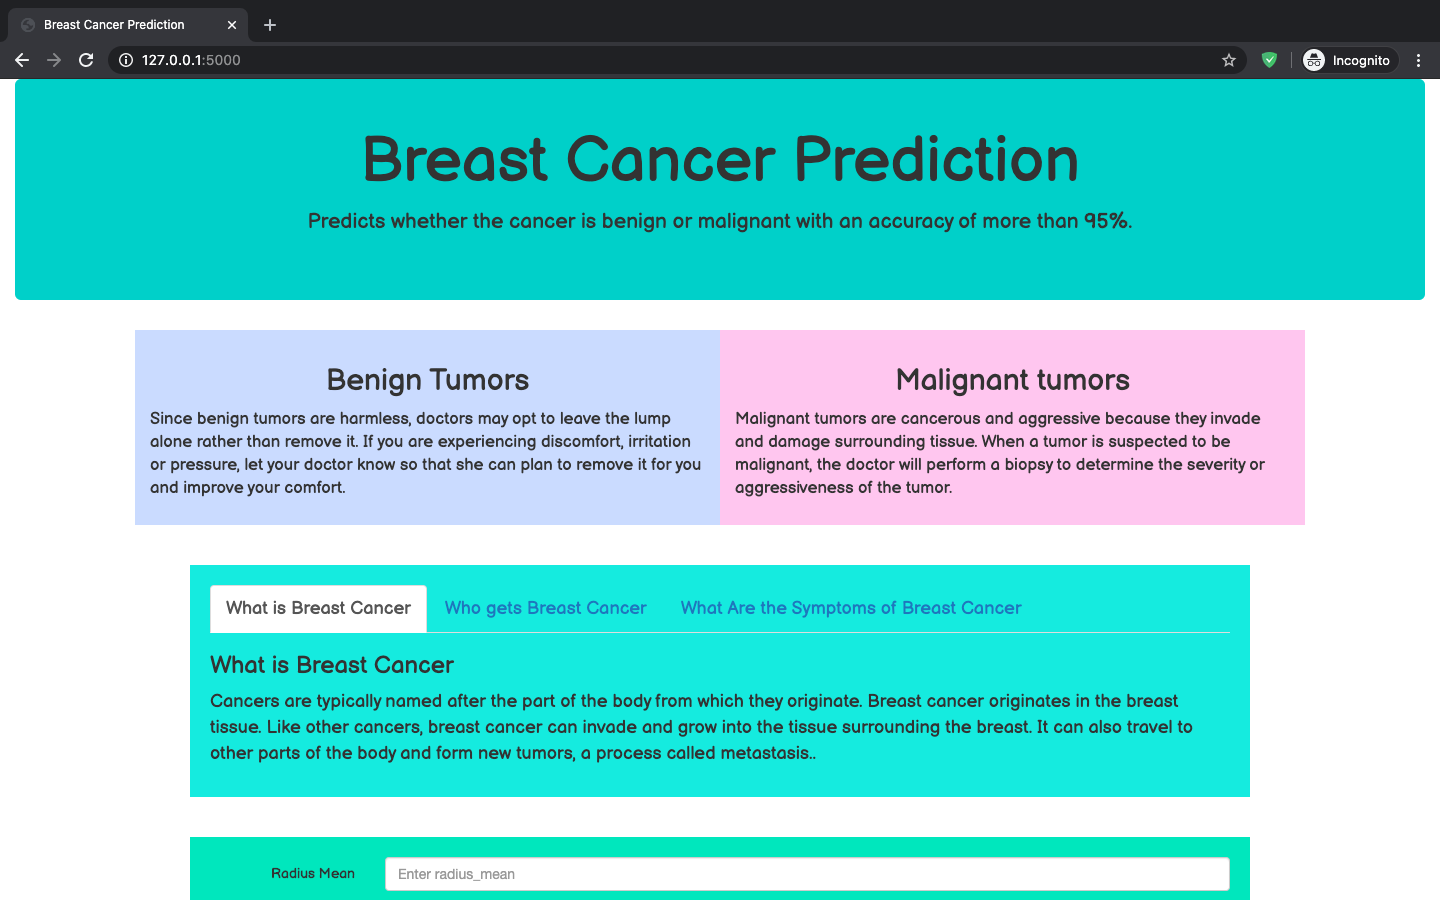 Breast Cancer Prediction
127.0.0.1:5000
Incognito
Breast Cancer Prediction
Predicts whether the cancer is benign or malignant with an accuracy of more than 95%.
Benign Tumors
Since benign tumors are harmless, doctors may opt to leave the lump
alone rather than remove it. If you are experiencing discomfort, irritation
or pressure, let your doctor know so that she can plan to remove it for you
and improve your comfort.
Malignant tumors
Malignant tumors are cancerous and aggressive because they invade
and damage surrounding tissue. When a tumor is suspected to be
malignant, the doctor will perform a biopsy to determine the severity or
aggressiveness of the tumor.
What is Breast Cancer
Who gets Breast Cancer
What Are the Symptoms of Breast Cancer
What is Breast Cancer
Cancers are typically named after the part of the body from which they originate. Breast cancer originates in the breast
tissue. Like other cancers, breast cancer can invade and grow into the tissue surrounding the breast. It can also travel to
other parts of the body and form new tumors, a process called metastasis..
Radius Mean
Enter radius_mean